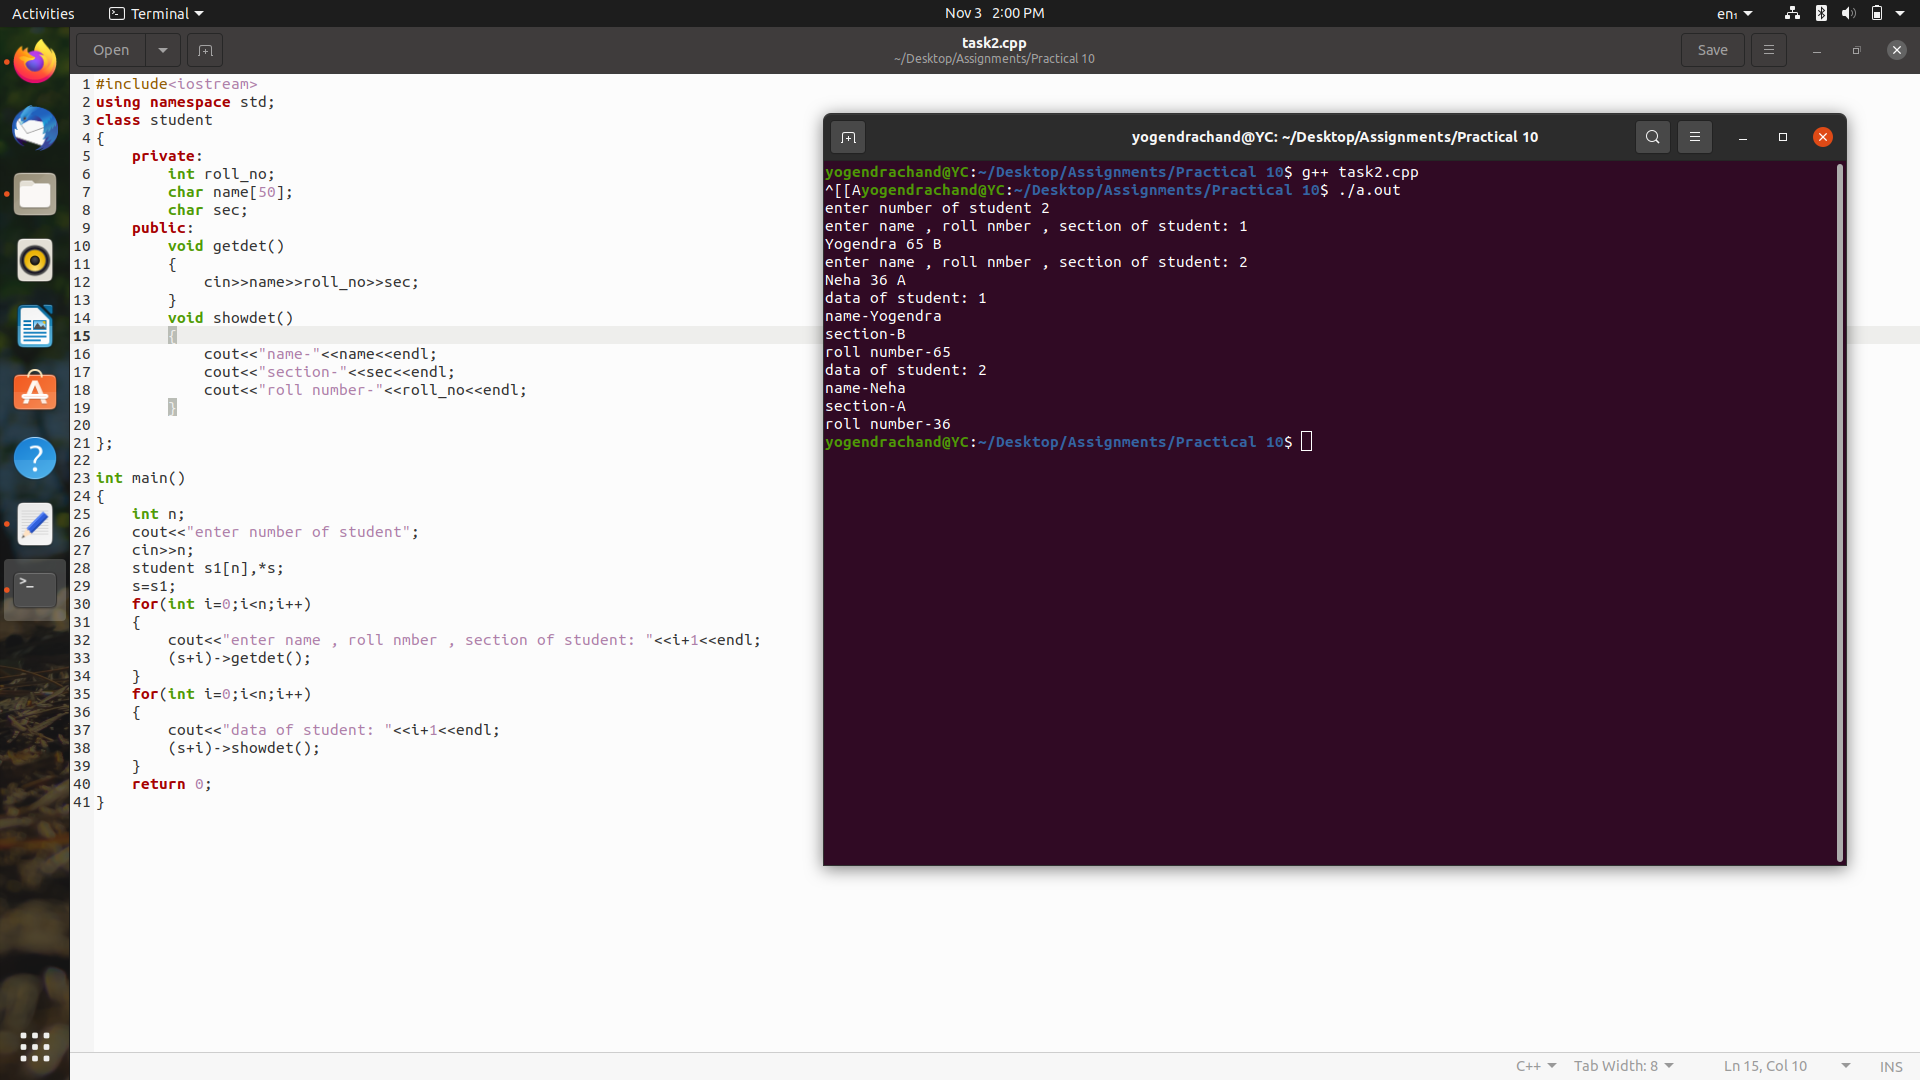 Activities Terminal Nov 3 2:00 PM en₁
Open task2.cpp Save
~/Desktop/Assignments/Practical 10
1 #include<iostream>
2 using namespace std;
3 class student
4 {
5 private:
6 int roll_no;
7 char name[50];
8 char sec;
9 public:
10 void getdet()
11 {
12 cin>>name>>roll_no>>sec;
13 }
14 void showdet()
15 {
16 cout<<"name-"<<name<<endl;
17 cout<<"section-"<<sec<<endl;
18 cout<<"roll number-"<<roll_no<<endl;
19 }
20
21 };
22
23 int main()
24 {
25 int n;
26 cout<<"enter number of student";
27 cin>>n;
28 student s1[n],*s;
29 s=s1;
30 for(int i=0;i<n;i++)
31 {
32 cout<<"enter name , roll nmber , section of student: "<<i+1<<endl;
33 (s+i)->getdet();
34 }
35 for(int i=0;i<n;i++)
36 {
37 cout<<"data of student: "<<i+1<<endl;
38 (s+i)->showdet();
39 }
40 return 0;
41 }
yogendrachand@YC: ~/Desktop/Assignments/Practical 10
yogendrachand@YC:~/Desktop/Assignments/Practical 10$ g++ task2.cpp
^[[Ayogendrachand@YC:~/Desktop/Assignments/Practical 10$ ./a.out
enter number of student 2
enter name , roll nmber , section of student: 1
Yogendra 65 B
enter name , roll nmber , section of student: 2
Neha 36 A
data of student: 1
name-Yogendra
section-B
roll number-65
data of student: 2
name-Neha
section-A
roll number-36
yogendrachand@YC:~/Desktop/Assignments/Practical 10$
C++ Tab Width: 8 Ln 15, Col 10 INS